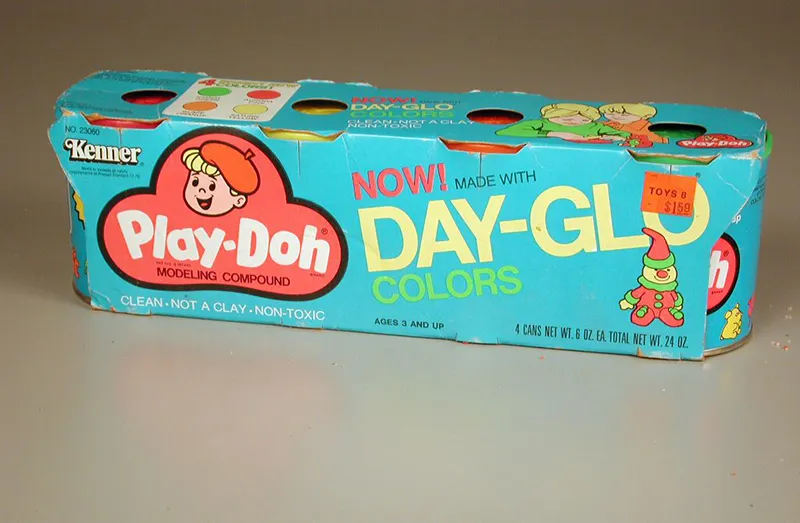 COLORS!
NOW!
DAY-GLO
COLORS
CLEAN·NOT A CLAY
NON-TOXIC
Play-Doh
NO. 23060
Kenner
Play-Doh®
MODELING COMPOUND
CLEAN·NOT A CLAY·NON-TOXIC
NOW! MADE WITH
DAY-GLO®
COLORS
TOYS 8
$1.59
AGES 3 AND UP
4 CANS NET WT. 6 OZ. EA. TOTAL NET WT. 24 OZ.